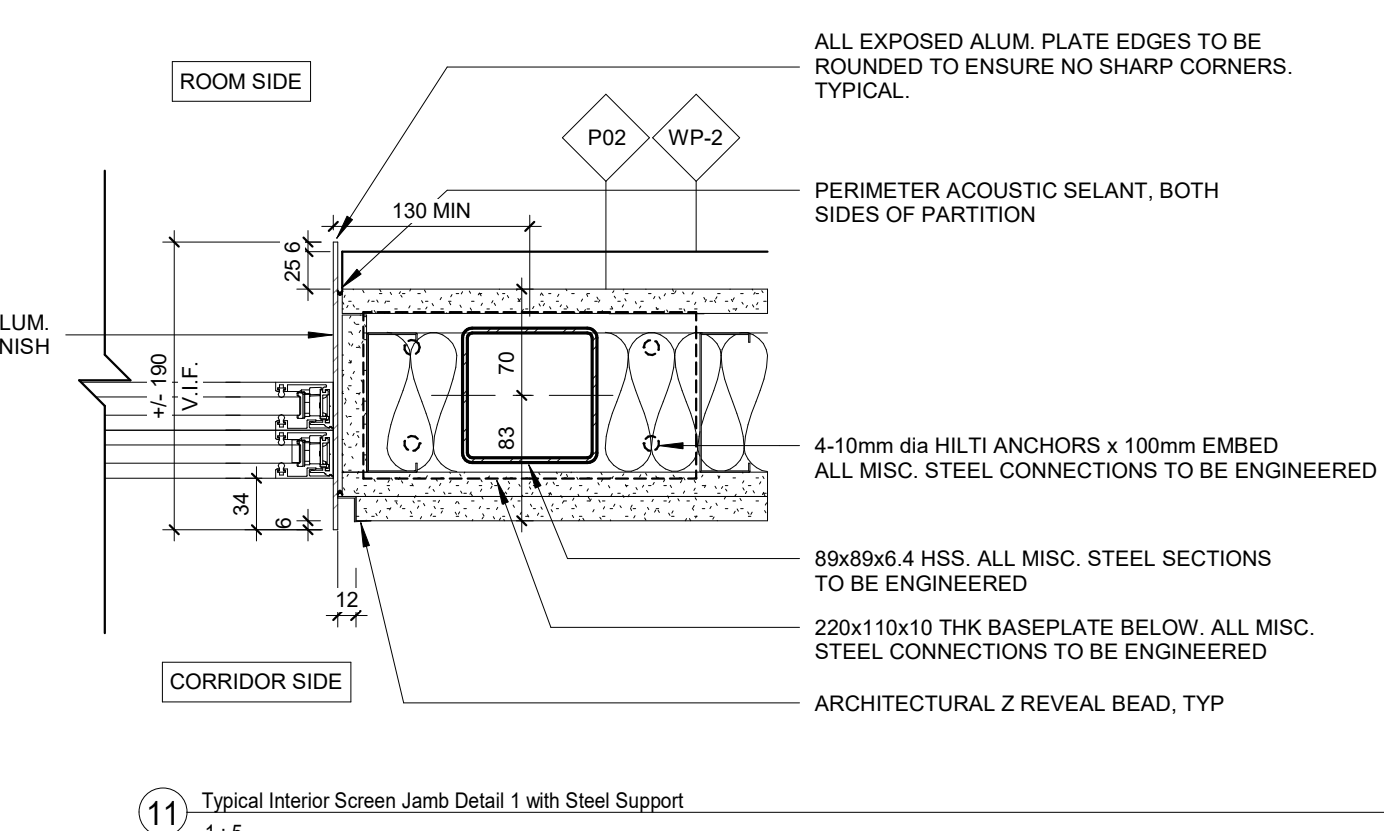 ALL EXPOSED ALUM. PLATE EDGES TO BE
ROUNDED TO ENSURE NO SHARP CORNERS.
TYPICAL.
ROOM SIDE
P02
WP-2
PERIMETER ACOUSTIC SELANT, BOTH
SIDES OF PARTITION
130 MIN
6
25
LUM.
NISH
+/- 190
V.I.F.
70
83
4-10mm dia HILTI ANCHORS x 100mm EMBED
ALL MISC. STEEL CONNECTIONS TO BE ENGINEERED
34
6
89x89x6.4 HSS. ALL MISC. STEEL SECTIONS
TO BE ENGINEERED
12
220x110x10 THK BASEPLATE BELOW. ALL MISC.
STEEL CONNECTIONS TO BE ENGINEERED
CORRIDOR SIDE
ARCHITECTURAL Z REVEAL BEAD, TYP
11
Typical Interior Screen Jamb Detail 1 with Steel Support
1 : 5